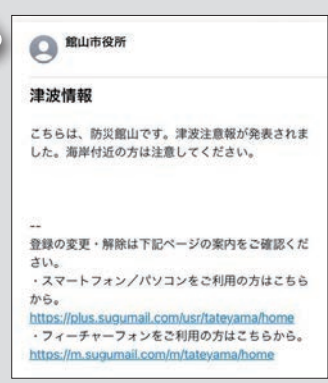 館山市役所
津波情報
こちらは、防災館山です。津波注意報が発表されま
した。海岸付近の方は注意してください。
--
登録の変更・解除は下記ページの案内をご確認くだ
さい。
・スマートフォン／パソコンをご利用の方はこちら
から。
https://plus.sugumail.com/usr/tateyama/home
・フィーチャーフォンをご利用の方はこちらから。
https://m.sugumail.com/m/tateyama/home